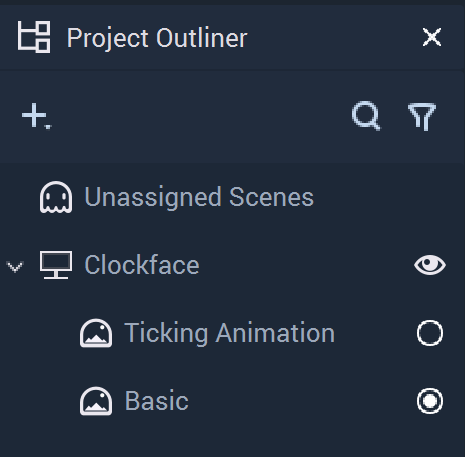 Project Outliner
Unassigned Scenes
Clockface
Ticking Animation
Basic